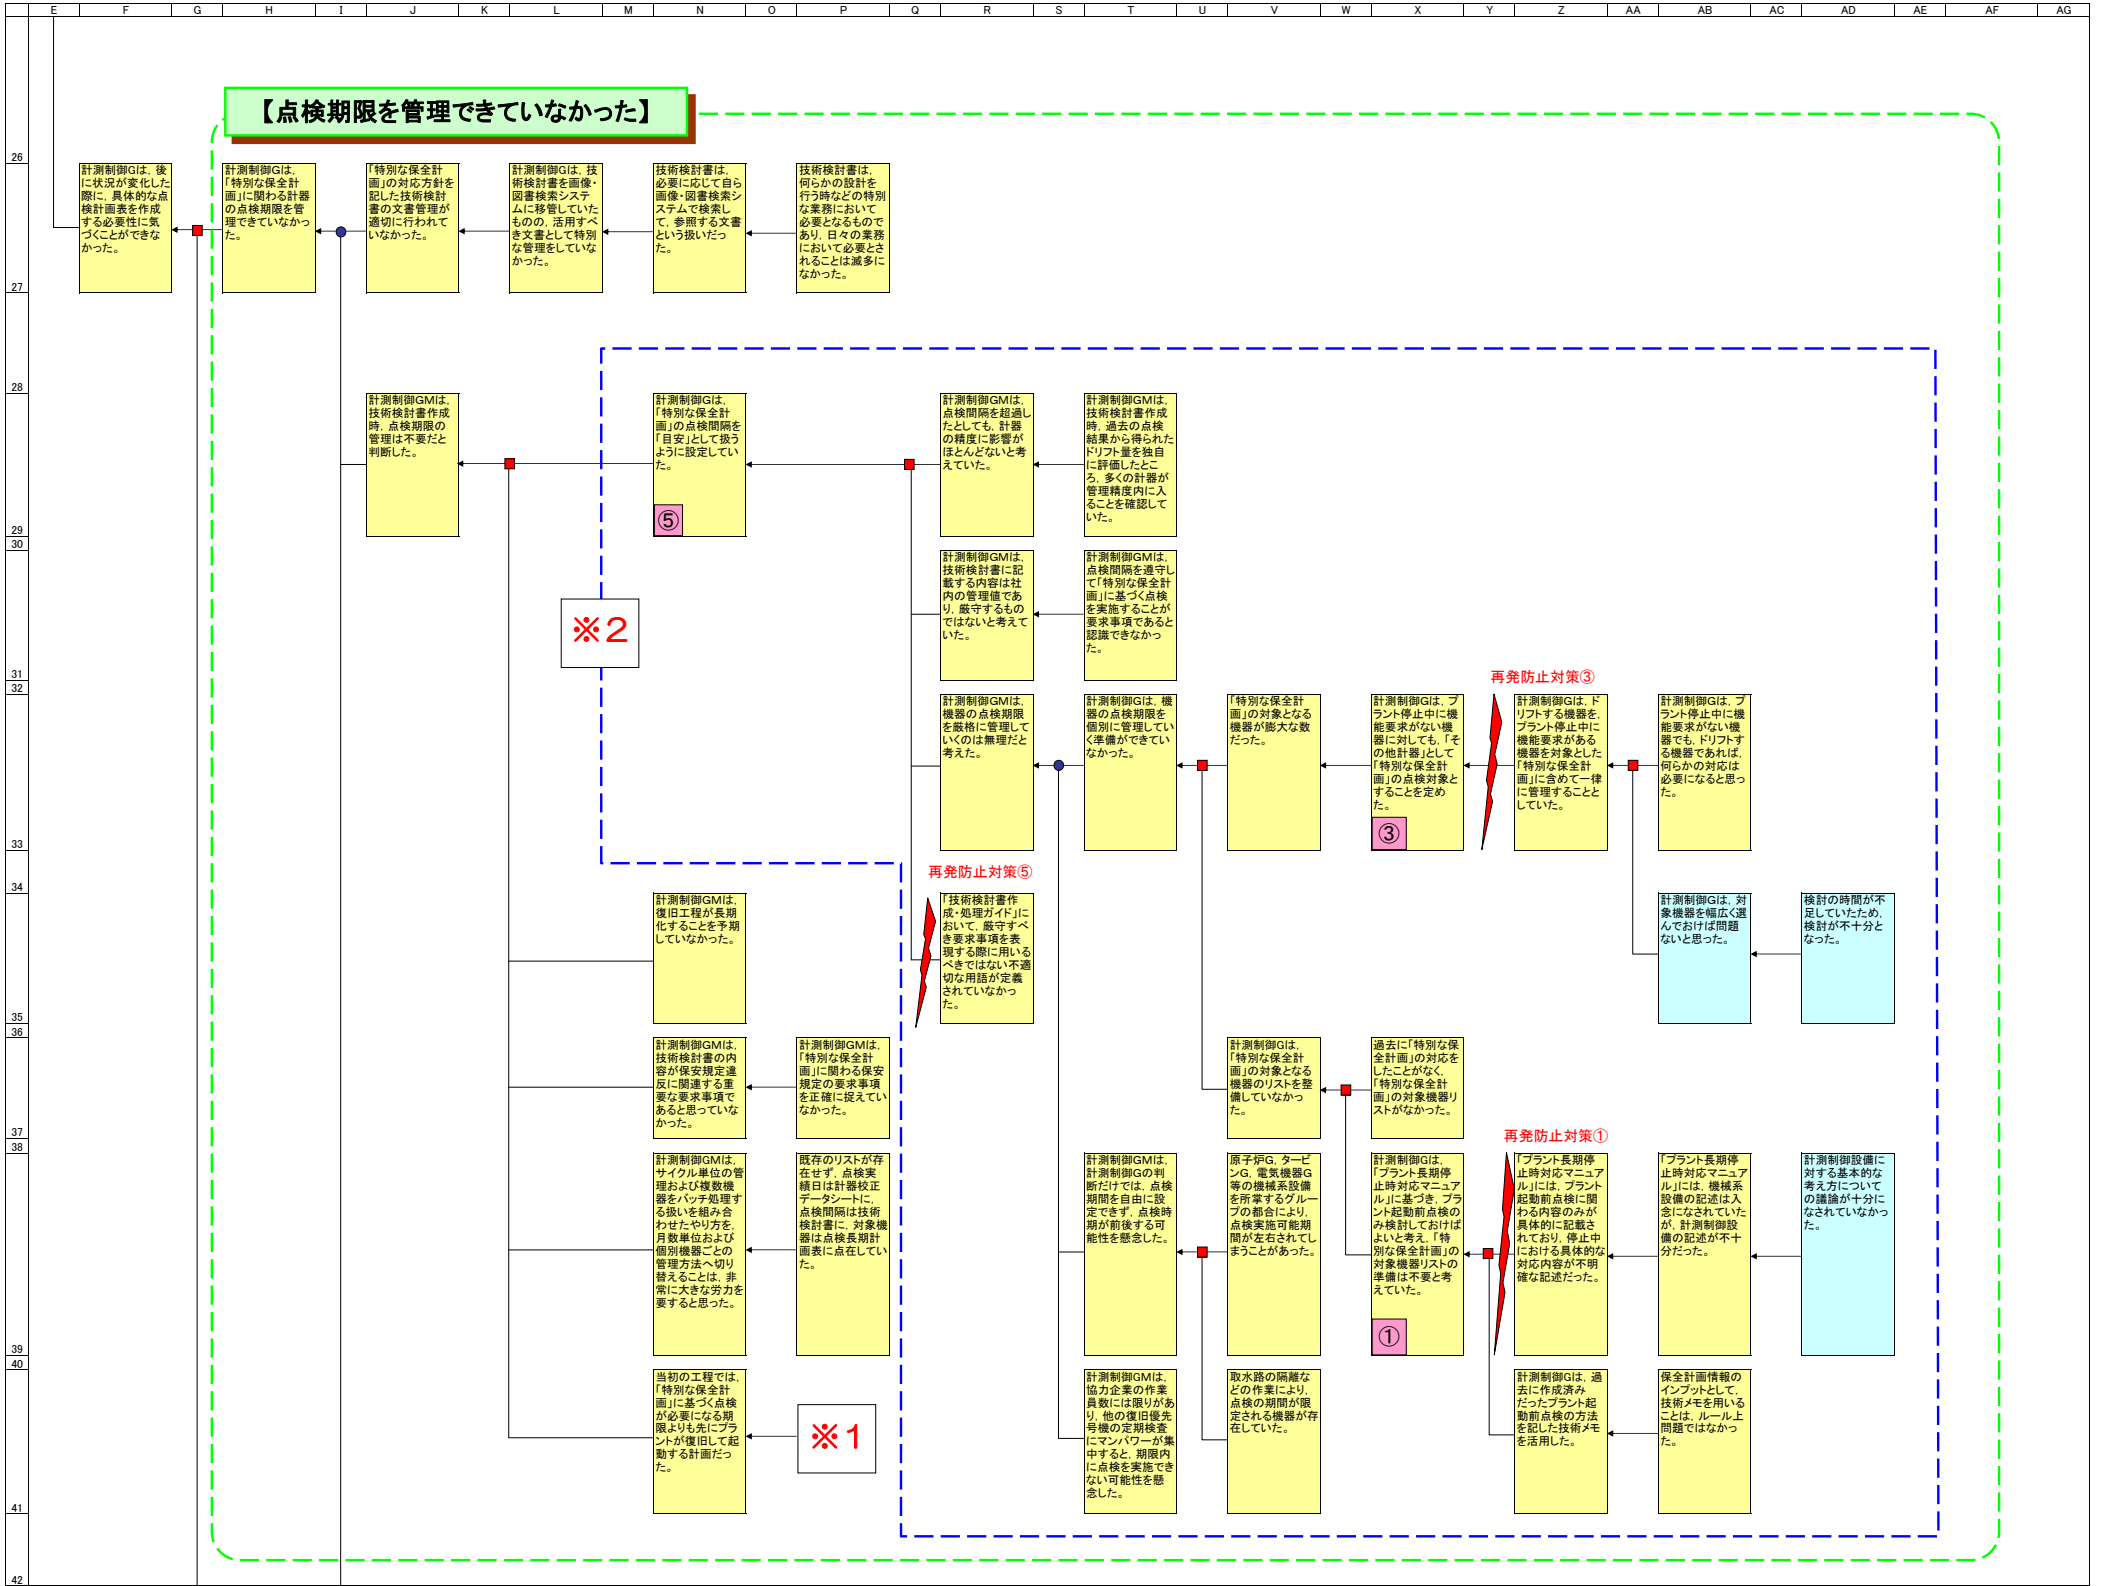 E F G H I J K L M N O P Q R S T U V W X Y Z AA AB AC AD AE AF AG
【点検期限を管理できていなかった】
26
計測制御Gは、後
に状況が変化した
際に、具体的な点
検計画表を作成
する必要性に気
づくことができな
かった。
計測制御Gは、
「特別な保全計
画」に関わる計器
の点検期限を管
理できていなかっ
た。
「特別な保全計
画」の対応方針を
記した技術検討
書の文書管理が
適切に行われて
いなかった。
計測制御Gは、技
術検討書を画像・
図書検索システ
ムに移管していた
ものの、活用すべ
き文書として特別
な管理をしていな
かった。
技術検討書は、
必要に応じて自ら
画像・図書検索シ
ステムで検索し
て、参照する文書
という扱いだっ
た。
技術検討書は、
何らかの設計を
行う時などの特別
な業務において
必要となるもので
あり、日々の業務
において必要とさ
れることは滅多に
なかった。
27
28
計測制御GMは、
技術検討書作成
時、点検期限の
管理は不要だと
判断した。
計測制御Gは、
「特別な保全計
画」の点検間隔を
「目安」として扱う
ように設定してい
た。
⑤
計測制御GMは、
点検間隔を超過し
たとしても、計器
の精度に影響が
ほとんどないと考
えていた。
計測制御GMは、
技術検討書作成
時、過去の点検
結果から得られた
ドリフト量を独自
に評価したとこ
ろ、多くの計器が
管理精度内に入
ることを確認して
いた。
29
30
計測制御GMは、
技術検討書に記
載する内容は社
内の管理値であ
り、厳守するもの
ではないと考えて
いた。
計測制御GMは、
点検間隔を遵守し
て「特別な保全計
画」に基づく点検
を実施することが
要求事項であると
認識できなかっ
た。
※2
31
32
再発防止対策③
計測制御GMは、
機器の点検期限
を厳格に管理して
いくのは無理だと
考えた。
計測制御Gは、機
器の点検期限を
個別に管理してい
く準備ができてい
なかった。
「特別な保全計
画」の対象となる
機器が膨大な数
だった。
計測制御Gは、プ
ラント停止中に機
能要求がない機
器に対しても、「そ
の他計器」として
「特別な保全計
画」の点検対象と
することを定め
た。
③
計測制御Gは、ド
リフトする機器を、
プラント停止中に
機能要求がある
機器を対象とした
「特別な保全計
画」に含めて一律
に管理することと
していた。
計測制御Gは、プ
ラント停止中に機
能要求がない機
器でも、ドリフトす
る機器であれば、
何らかの対応は
必要になると思っ
た。
33
34
再発防止対策⑤
計測制御GMは、
復旧工程が長期
化することを予期
していなかった。
「技術検討書作
成・処理ガイド」に
おいて、厳守すべ
き要求事項を表
現する際に用いる
べきではない不適
切な用語が定義
されていなかっ
た。
計測制御Gは、対
象機器を幅広く選
んでおけば問題
ないと思った。
検討の時間が不
足していたため、
検討が不十分と
なった。
35
36
計測制御GMは、
技術検討書の内
容が保安規定違
反に関連する重
要な要求事項で
あると思っていな
かった。
計測制御GMは、
「特別な保全計
画」に関わる保安
規定の要求事項
を正確に捉えてい
なかった。
計測制御Gは、
「特別な保全計
画」の対象となる
機器のリストを整
備していなかっ
た。
過去に「特別な保
全計画」の対応を
したことがなく、
「特別な保全計
画」の対象機器リ
ストがなかった。
37
38
再発防止対策①
計測制御GMは、
サイクル単位の管
理および複数機
器をバッチ処理す
る扱いを組み合
わせたやり方を、
月数単位および
個別機器ごとの
管理方法へ切り
替えることは、非
常に大きな労力を
要すると思った。
既存のリストが存
在せず、点検実
績日は計器校正
データシートに、
点検間隔は技術
検討書に、対象機
器は点検長期計
画表に点在してい
た。
計測制御GMは、
計測制御Gの判
断だけでは、点検
期間を自由に設
定できず、点検時
期が前後する可
能性を懸念した。
原子炉G、タービ
ンG、電気機器G
等の機械系設備
を所掌するグルー
プの都合により、
点検実施可能期
間が左右されてし
まうことがあった。
計測制御Gは、
「プラント長期停
止時対応マニュア
ル」に基づき、プラ
ント起動前点検の
み検討しておけば
よいと考え、「特
別な保全計画」の
対象機器リストの
準備は不要と考
えていた。
①
「プラント長期停
止時対応マニュア
ル」には、プラント
起動前点検に関
わる内容のみが
具体的に記載さ
れており、停止中
における具体的な
対応内容が不明
確な記述だった。
「プラント長期停
止時対応マニュア
ル」には、機械系
設備の記述は入
念になされていた
が、計測制御設
備の記述が不十
分だった。
計測制御設備に
対する基本的な
考え方について
の議論が十分に
なされていなかっ
た。
39
40
当初の工程では、
「特別な保全計
画」に基づく点検
が必要になる期
限よりも先にプラ
ントが復旧して起
動する計画だっ
た。
※1
計測制御GMは、
協力企業の作業
員数には限りがあ
り、他の復旧優先
号機の定期検査
にマンパワーが集
中すると、期限内
に点検を実施でき
ない可能性を懸
念した。
取水路の隔離な
どの作業により、
点検の期間が限
定される機器が存
在していた。
計測制御Gは、過
去に作成済み
だったプラント起
動前点検の方法
を記した技術メモ
を活用した。
保全計画情報の
インプットとして、
技術メモを用いる
ことは、ルール上
問題ではなかっ
た。
41
42